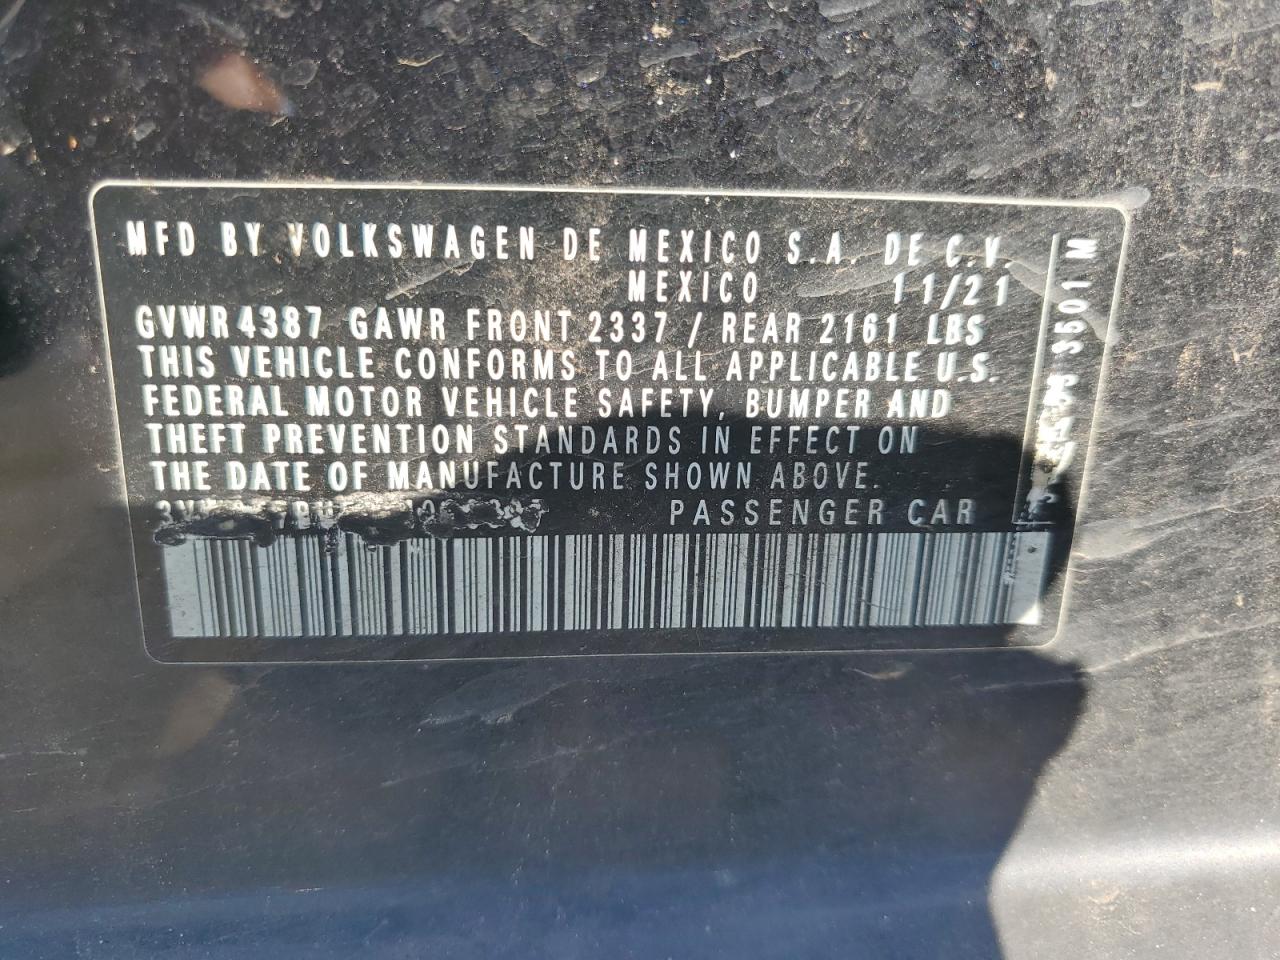 MFD BY VOLKSWAGEN DE MEXICO S.A. DE C.V.
MEXICO 11/21
GVWR 4387 GAWR FRONT 2337 / REAR 2161 LBS
THIS VEHICLE CONFORMS TO ALL APPLICABLE U.S.
FEDERAL MOTOR VEHICLE SAFETY, BUMPER AND
THEFT PREVENTION STANDARDS IN EFFECT ON
THE DATE OF MANUFACTURE SHOWN ABOVE.
PASSENGER CAR